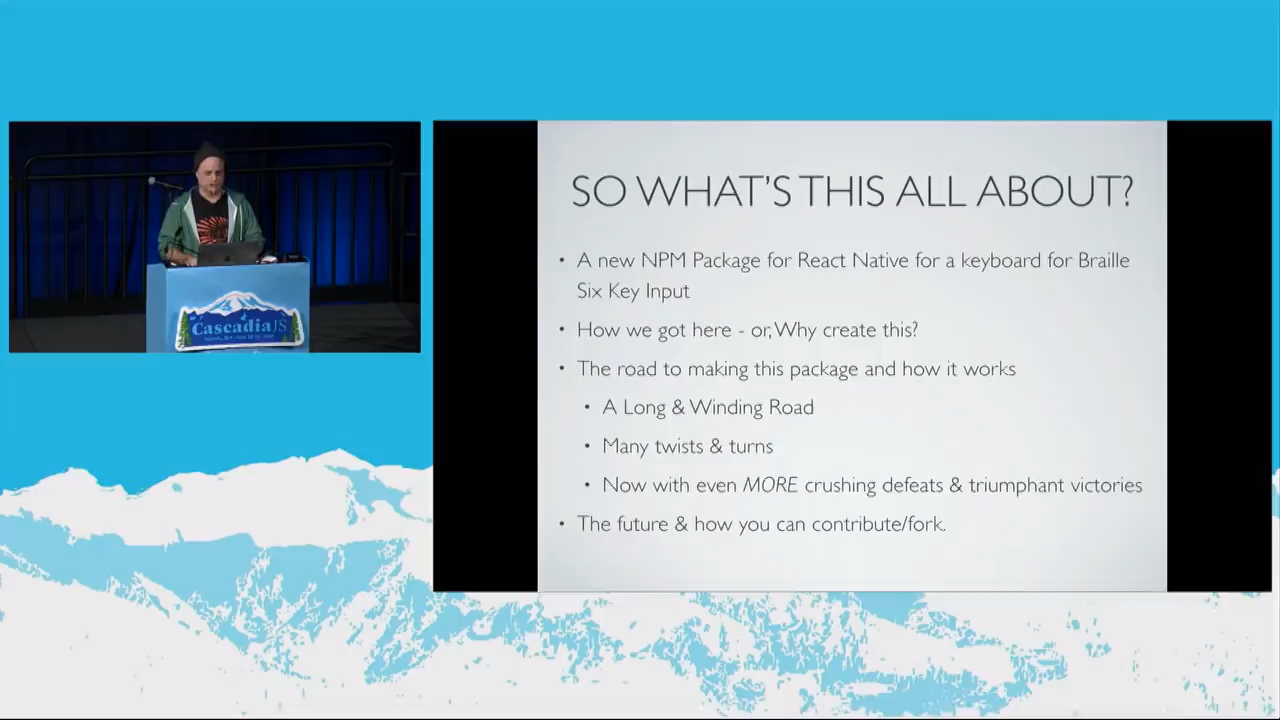 CascadiaJS
SO WHAT'S THIS ALL ABOUT?
• A new NPM Package for React Native for a keyboard for Braille
Six Key Input
• How we got here - or, Why create this?
• The road to making this package and how it works
• A Long & Winding Road
• Many twists & turns
• Now with even MORE crushing defeats & triumphant victories
• The future & how you can contribute/fork.